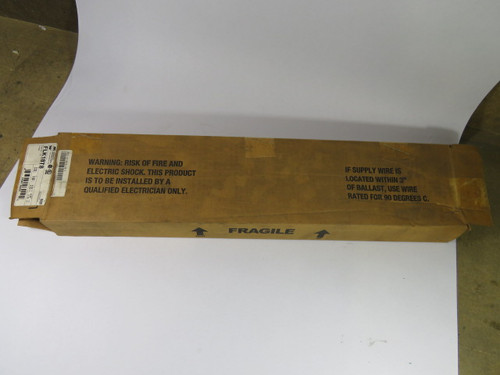 WARNING: RISK OF FIRE AND
ELECTRIC SHOCK. THIS PRODUCT
IS TO BE INSTALLED BY A
QUALIFIED ELECTRICIAN ONLY.
IF SUPPLY WIRE IS
LOCATED WITHIN 3"
OF BALLAST, USE WIRE
RATED FOR 90 DEGREES C.
FRAGILE